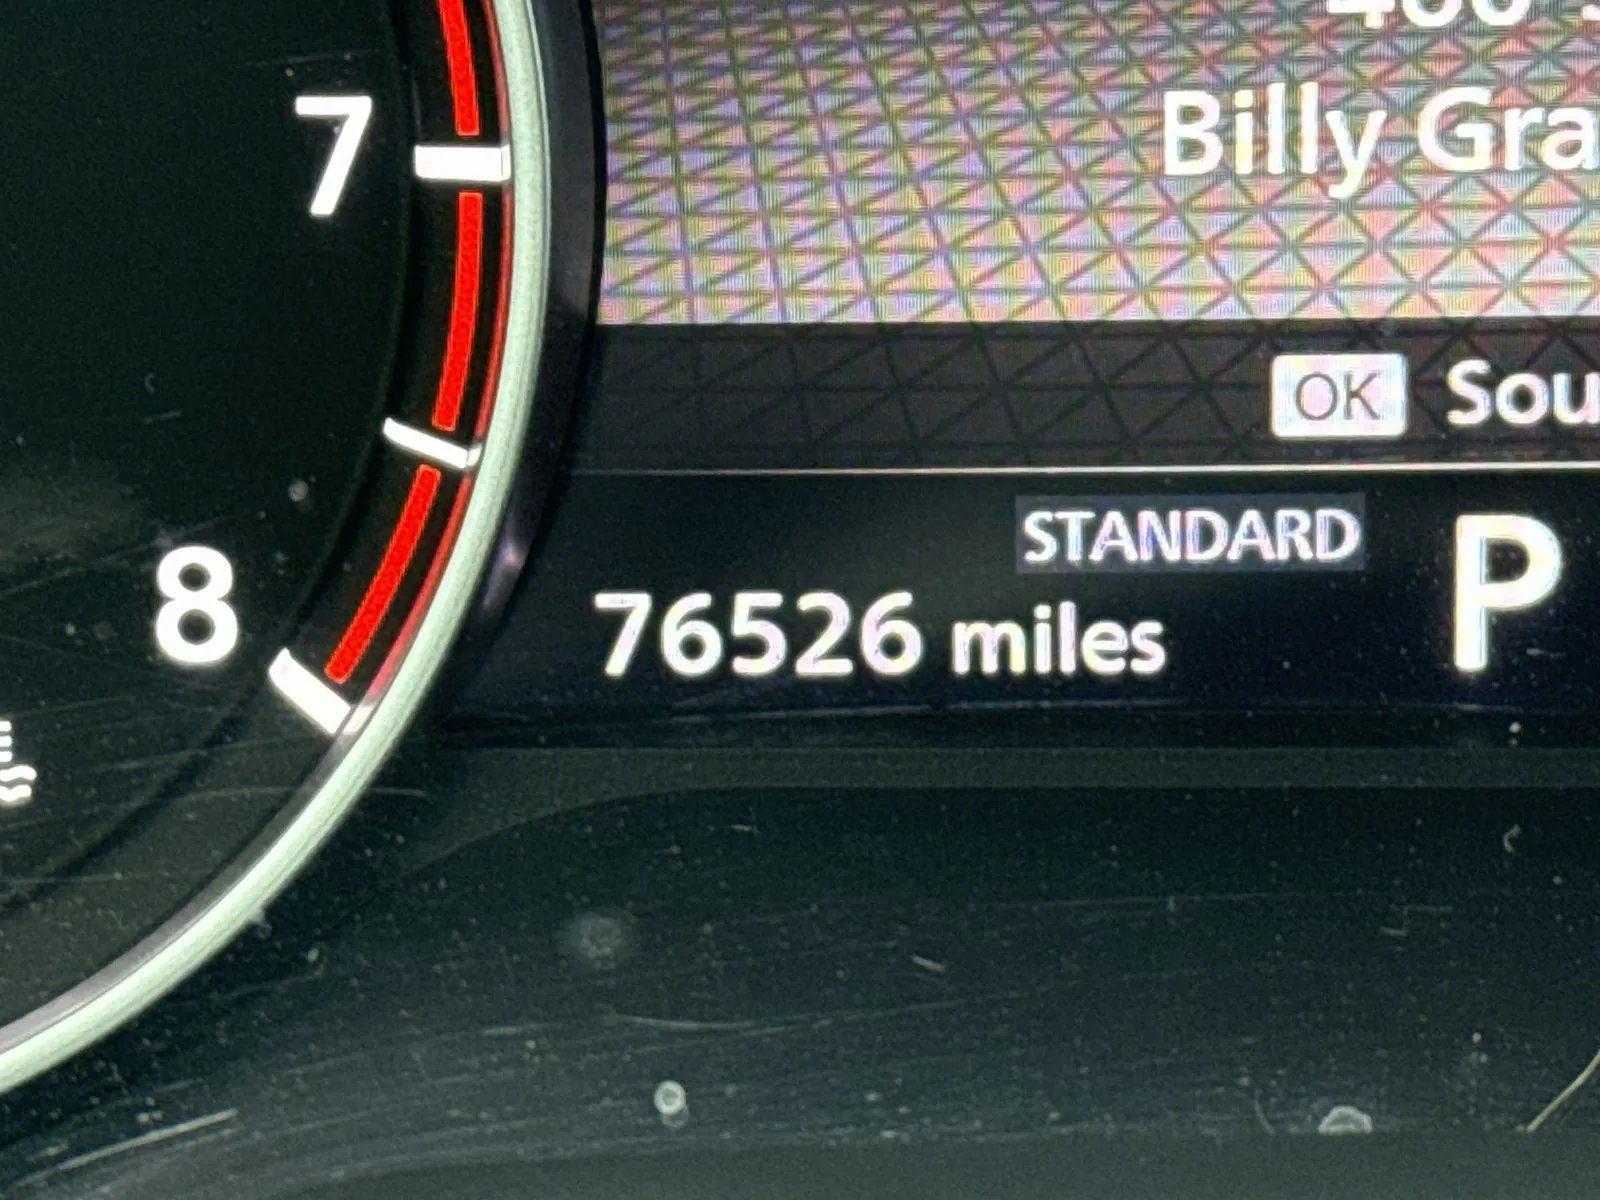 7
Billy Gra
OK Sou
STANDARD P
8
76526 miles